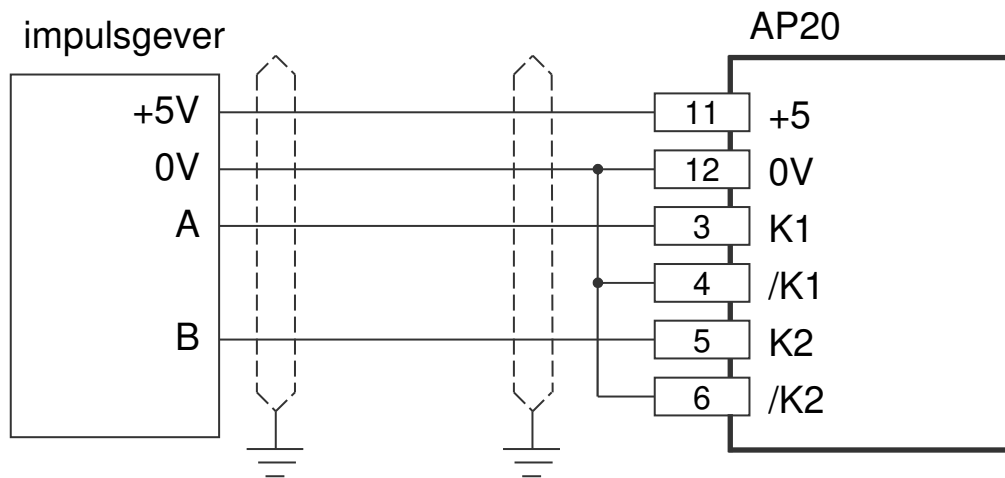 impulsgever
AP20
+5V 11 +5
0V 12 0V
A 3 K1
4 /K1
B 5 K2
6 /K2